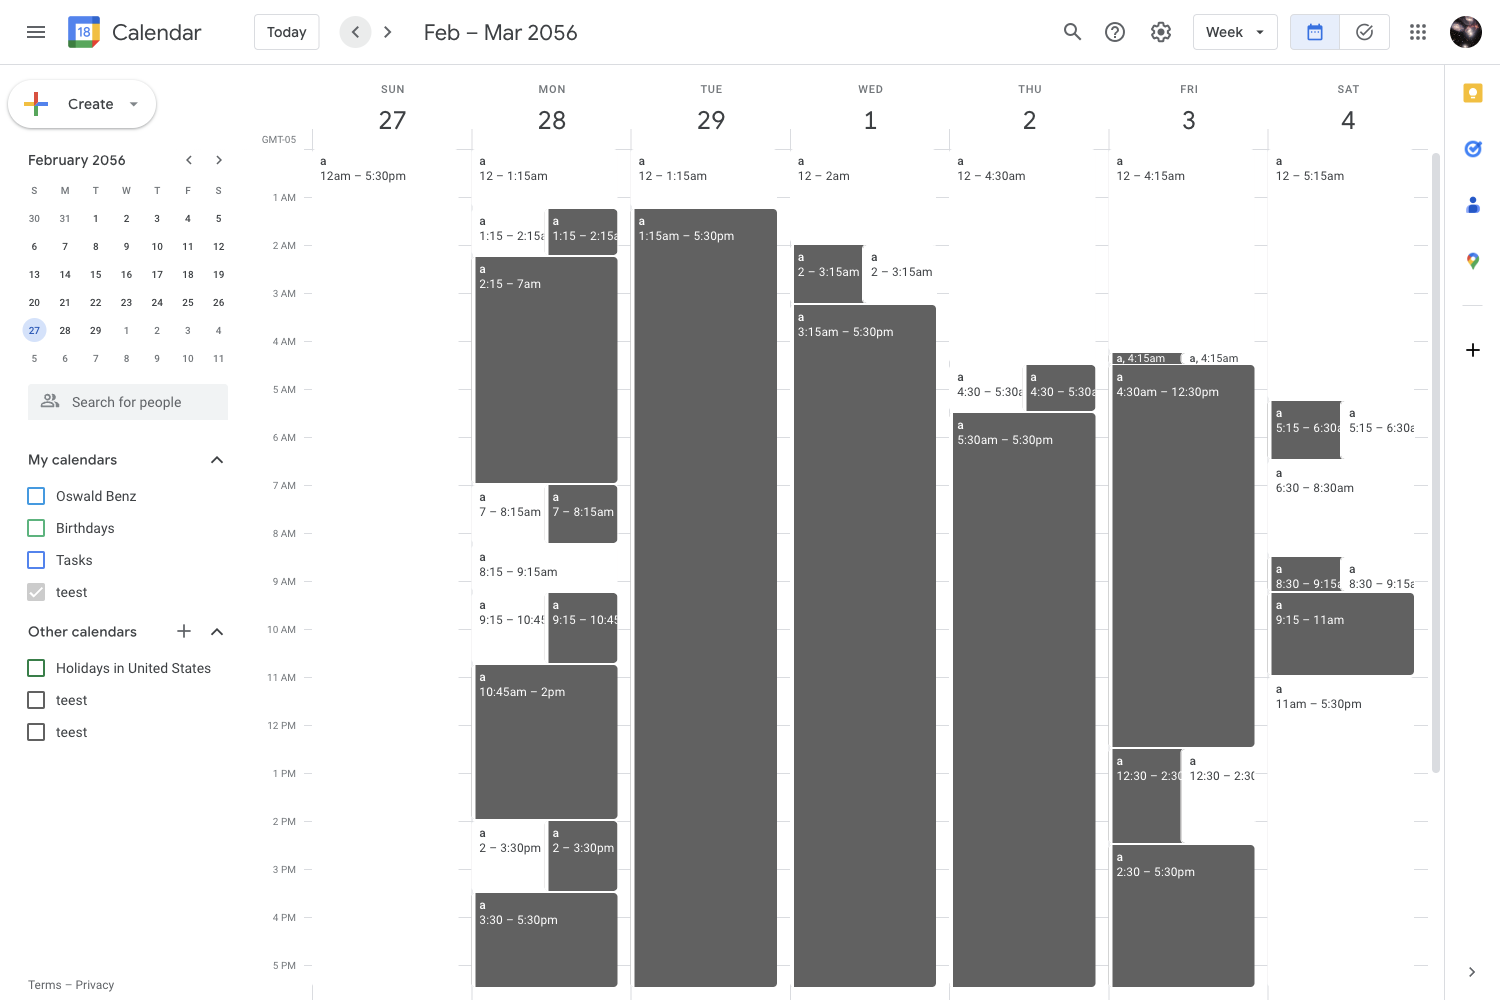 18 Calendar Today Feb – Mar 2056 Week
Create
February 2056
S M T W T F S
30 31 1 2 3 4 5
6 7 8 9 10 11 12
13 14 15 16 17 18 19
20 21 22 23 24 25 26
27 28 29 1 2 3 4
5 6 7 8 9 10 11
Search for people
My calendars
Oswald Benz
Birthdays
Tasks
teest
Other calendars
Holidays in United States
teest
teest
Terms – Privacy
GMT-05
1 AM
2 AM
3 AM
4 AM
5 AM
6 AM
7 AM
8 AM
9 AM
10 AM
11 AM
12 PM
1 PM
2 PM
3 PM
4 PM
5 PM
SUN
27
a
12am – 5:30pm
MON
28
a
12 – 1:15am
a
1:15 – 2:15a
a
1:15 – 2:15a
a
2:15 – 7am
a
7 – 8:15am
a
7 – 8:15am
a
8:15 – 9:15am
a
9:15 – 10:45
a
9:15 – 10:45
a
10:45am – 2pm
a
2 – 3:30pm
a
2 – 3:30pm
a
3:30 – 5:30pm
TUE
29
a
12 – 1:15am
a
1:15am – 5:30pm
WED
1
a
12 – 2am
a
2 – 3:15am
a
2 – 3:15am
a
3:15am – 5:30pm
THU
2
a
12 – 4:30am
a
4:30 – 5:30a
a
4:30 – 5:30a
a
5:30am – 5:30pm
FRI
3
a
12 – 4:15am
a, 4:15am
a, 4:15am
a
4:30am – 12:30pm
a
12:30 – 2:30
a
12:30 – 2:30
a
2:30 – 5:30pm
SAT
4
a
12 – 5:15am
a
5:15 – 6:30a
a
5:15 – 6:30a
a
6:30 – 8:30am
a
8:30 – 9:15a
a
8:30 – 9:15a
a
9:15 – 11am
a
11am – 5:30pm